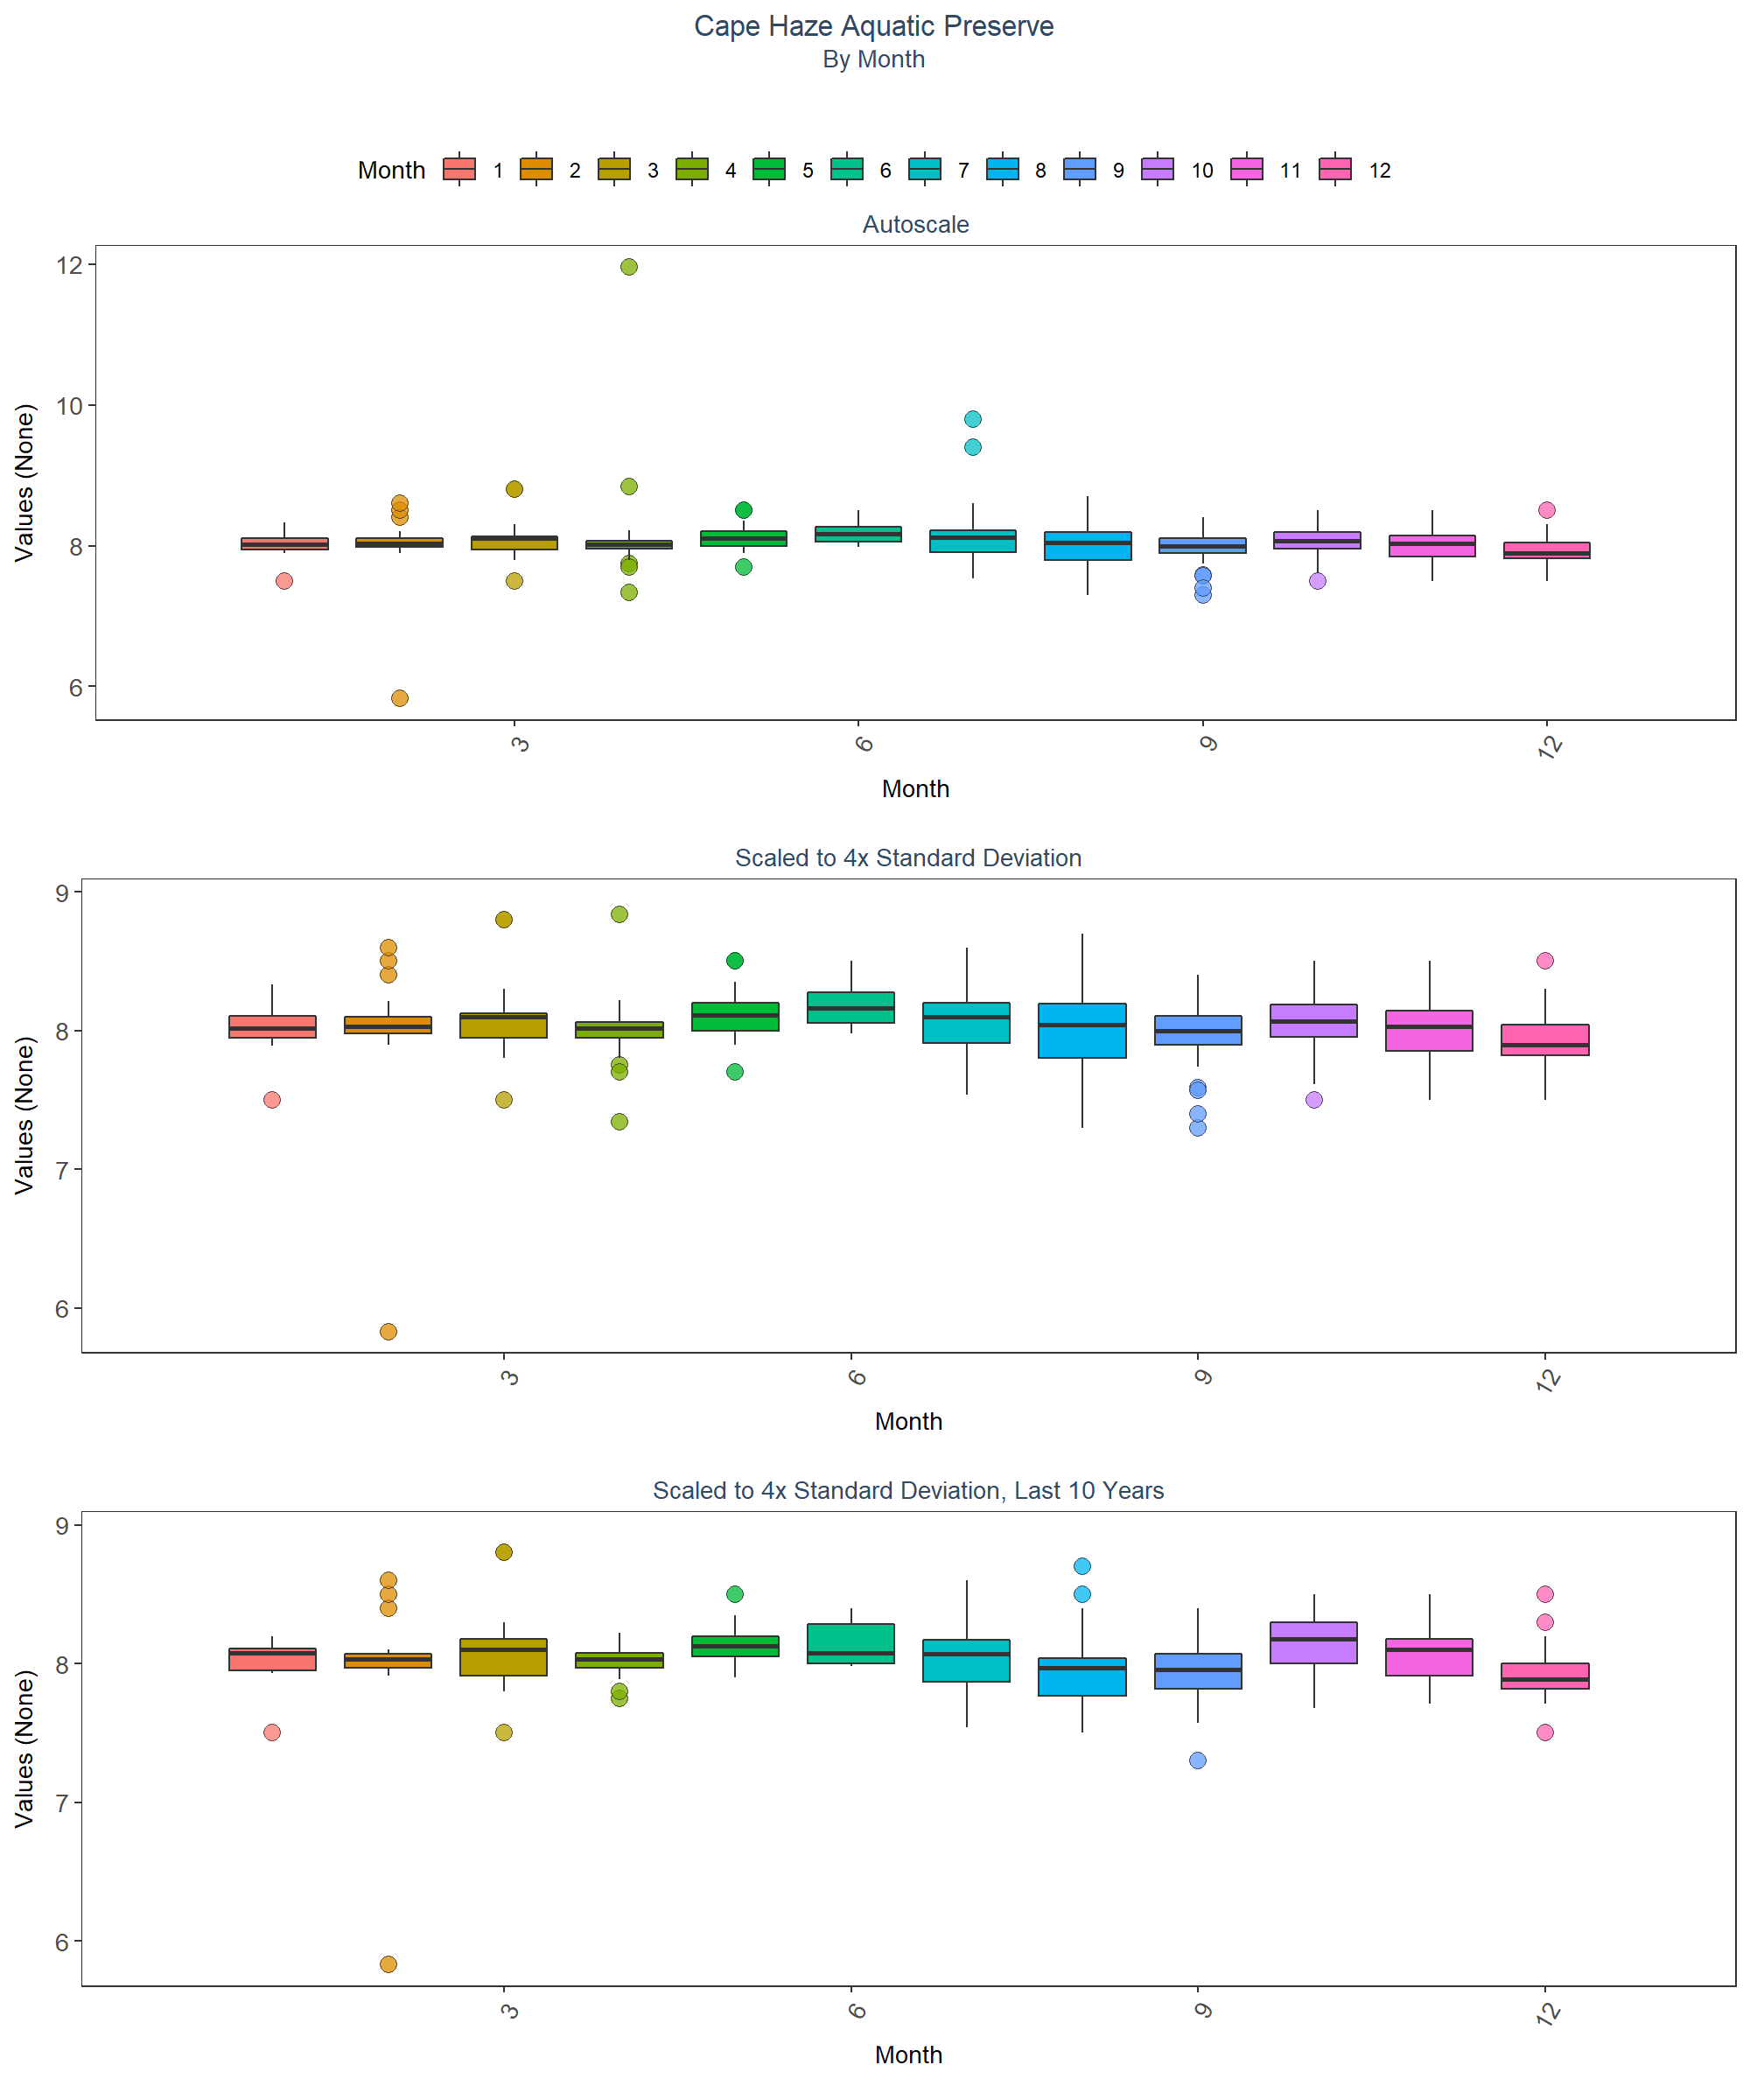 Cape Haze Aquatic Preserve
By Month
Month 1 2 3 4 5 6 7 8 9 10 11 12
Autoscale
12
10
8
6
Values (None)
3 6 9 12
Month
Scaled to 4x Standard Deviation
9
8
7
6
Values (None)
3 6 9 12
Month
Scaled to 4x Standard Deviation, Last 10 Years
9
8
7
6
Values (None)
3 6 9 12
Month